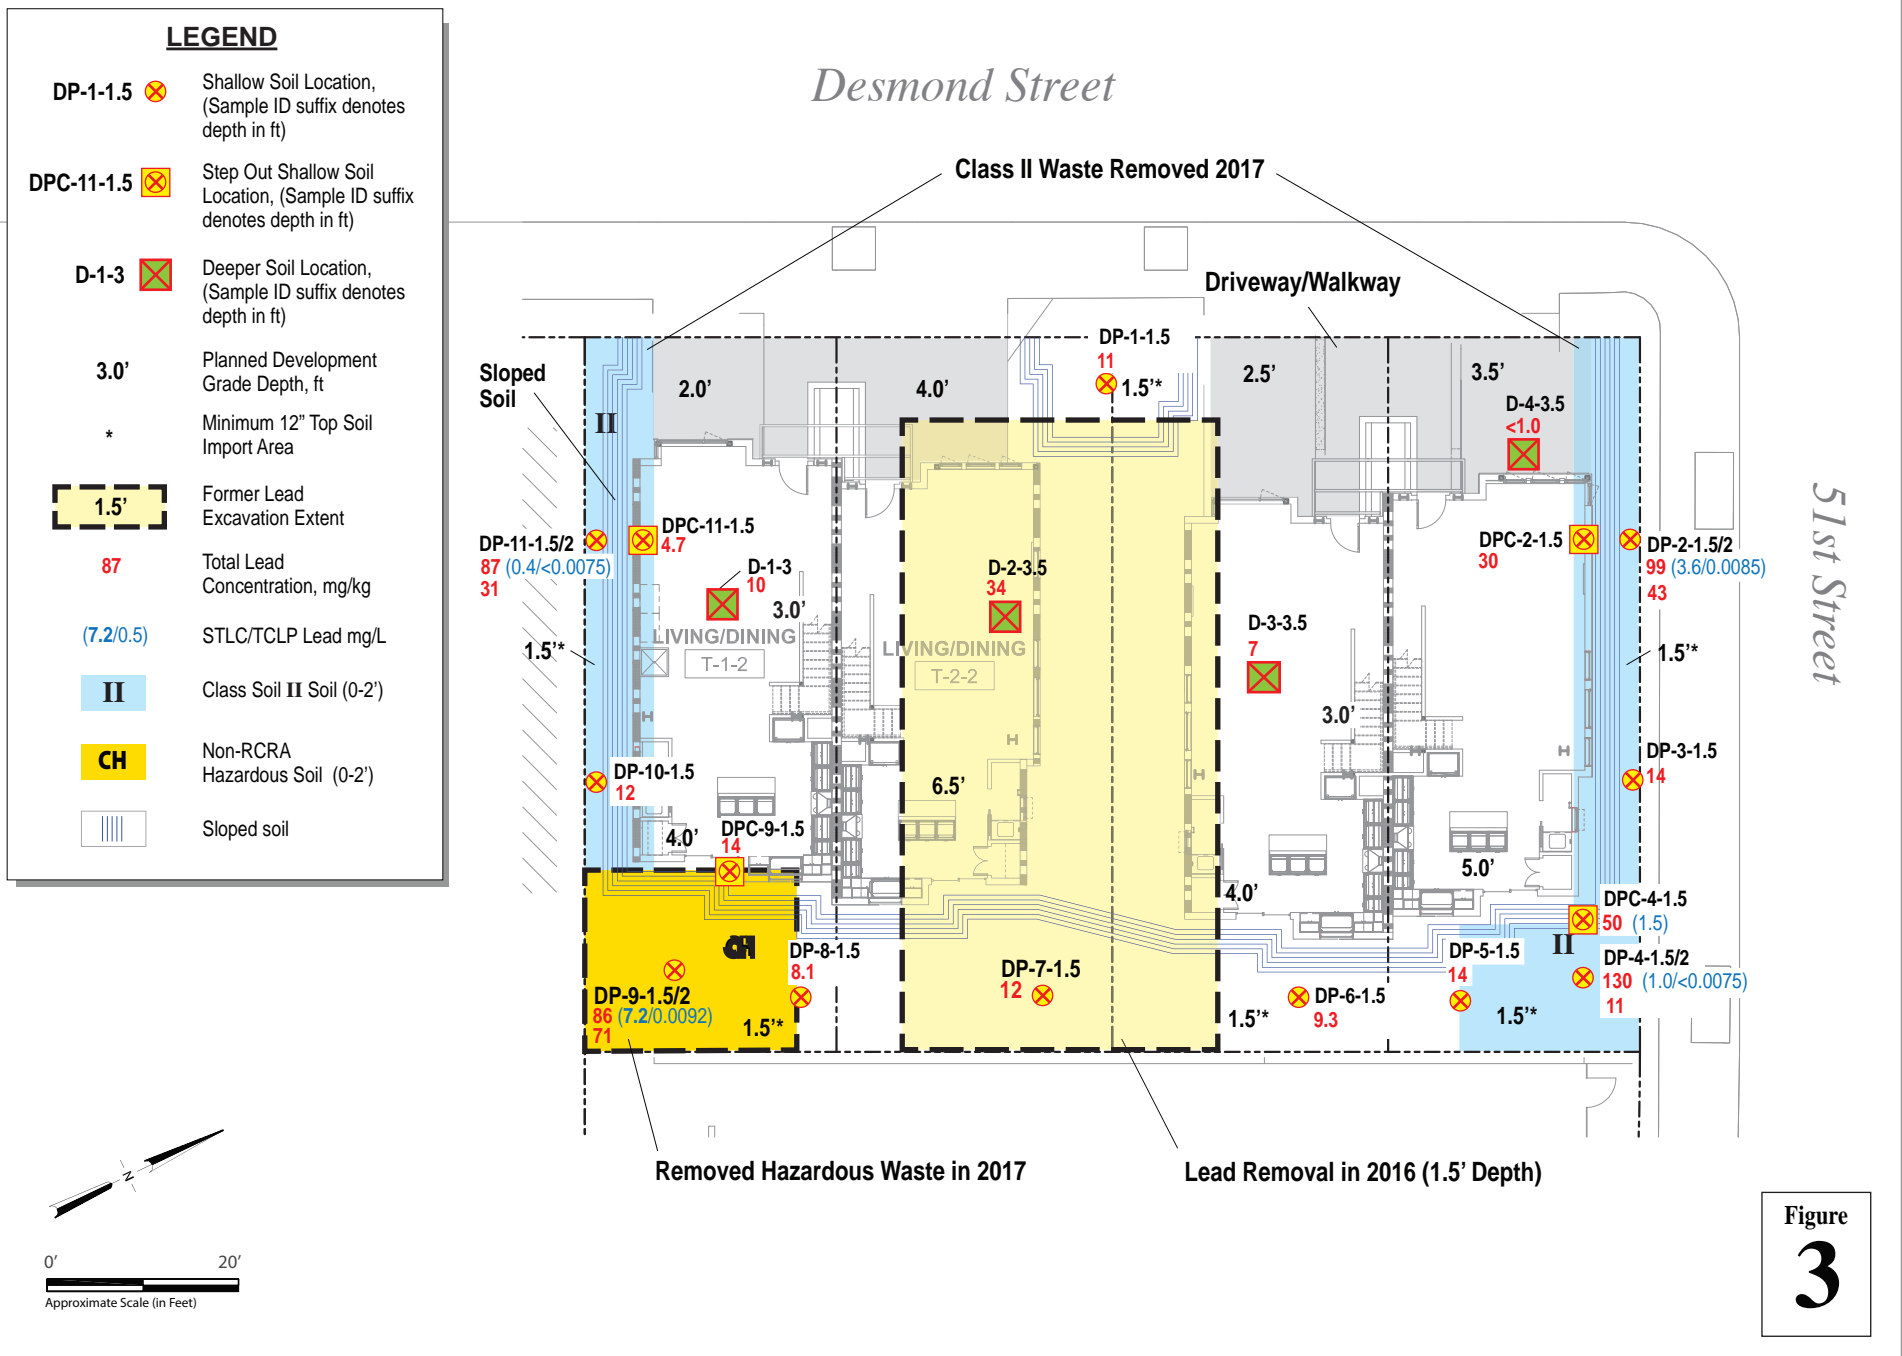 LEGEND
DP-1-1.5
Shallow Soil Location,
(Sample ID suffix denotes
depth in ft)
DPC-11-1.5
Step Out Shallow Soil
Location, (Sample ID suffix
denotes depth in ft)
D-1-3
Deeper Soil Location,
(Sample ID suffix denotes
depth in ft)
3.0’
Planned Development
Grade Depth, ft
*
Minimum 12” Top Soil
Import Area
1.5’
Former Lead
Excavation Extent
87
Total Lead
Concentration, mg/kg
(7.2/0.5)
STLC/TCLP Lead mg/L
II
Class Soil II Soil (0-2’)
CH
Non-RCRA
Hazardous Soil (0-2’)
Sloped soil
Desmond Street
Class II Waste Removed 2017
Driveway/Walkway
51st Street
Sloped
Soil
II
2.0’
4.0’
DP-1-1.5
11
1.5’*
2.5’
3.5’
D-4-3.5
<1.0
DP-11-1.5/2
87 (0.4/<0.0075)
31
DPC-11-1.5
4.7
D-1-3
10
3.0’
LIVING/DINING
T-1-2
D-2-3.5
34
LIVING/DINING
T-2-2
D-3-3.5
7
3.0’
DPC-2-1.5
30
DP-2-1.5/2
99 (3.6/0.0085)
43
1.5’*
1.5’*
DP-3-1.5
14
DP-10-1.5
12
4.0’
DPC-9-1.5
14
6.5’
H
H
H
H
4.0’
5.0’
DPC-4-1.5
50 (1.5)
II
DP-4-1.5/2
130 (1.0/<0.0075)
11
CH
DP-9-1.5/2
86 (7.2/0.0092)
71
1.5’*
DP-8-1.5
8.1
DP-7-1.5
12
1.5’*
DP-6-1.5
9.3
DP-5-1.5
14
1.5’*
Removed Hazardous Waste in 2017
Lead Removal in 2016 (1.5’ Depth)
N
0’ 20’
Approximate Scale (in Feet)
Figure
3